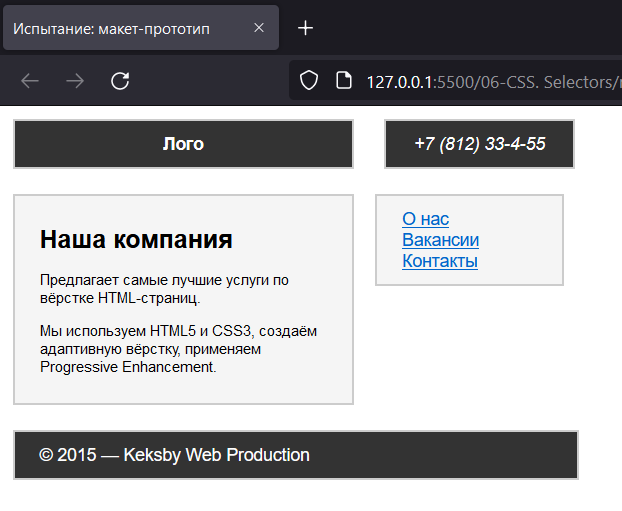 Испытание: макет-прототип
127.0.0.1:5500/06-CSS. Selectors/
Лого
+7 (812) 33-4-55
Наша компания
Предлагает самые лучшие услуги по
вёрстке HTML-страниц.
Мы используем HTML5 и CSS3, создаём
адаптивную вёрстку, применяем
Progressive Enhancement.
О нас
Вакансии
Контакты
© 2015 — Keksby Web Production